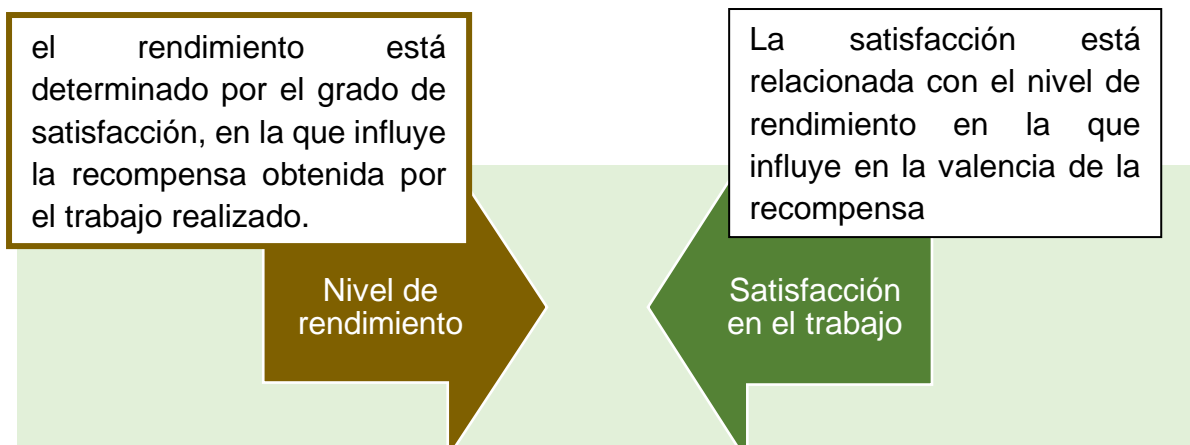 el rendimiento está
determinado por el grado de
satisfacción, en la que influye
la recompensa obtenida por
el trabajo realizado.
La satisfacción está
relacionada con el nivel de
rendimiento en la que
influye en la valencia de la
recompensa
Nivel de
rendimiento
Satisfacción
en el trabajo